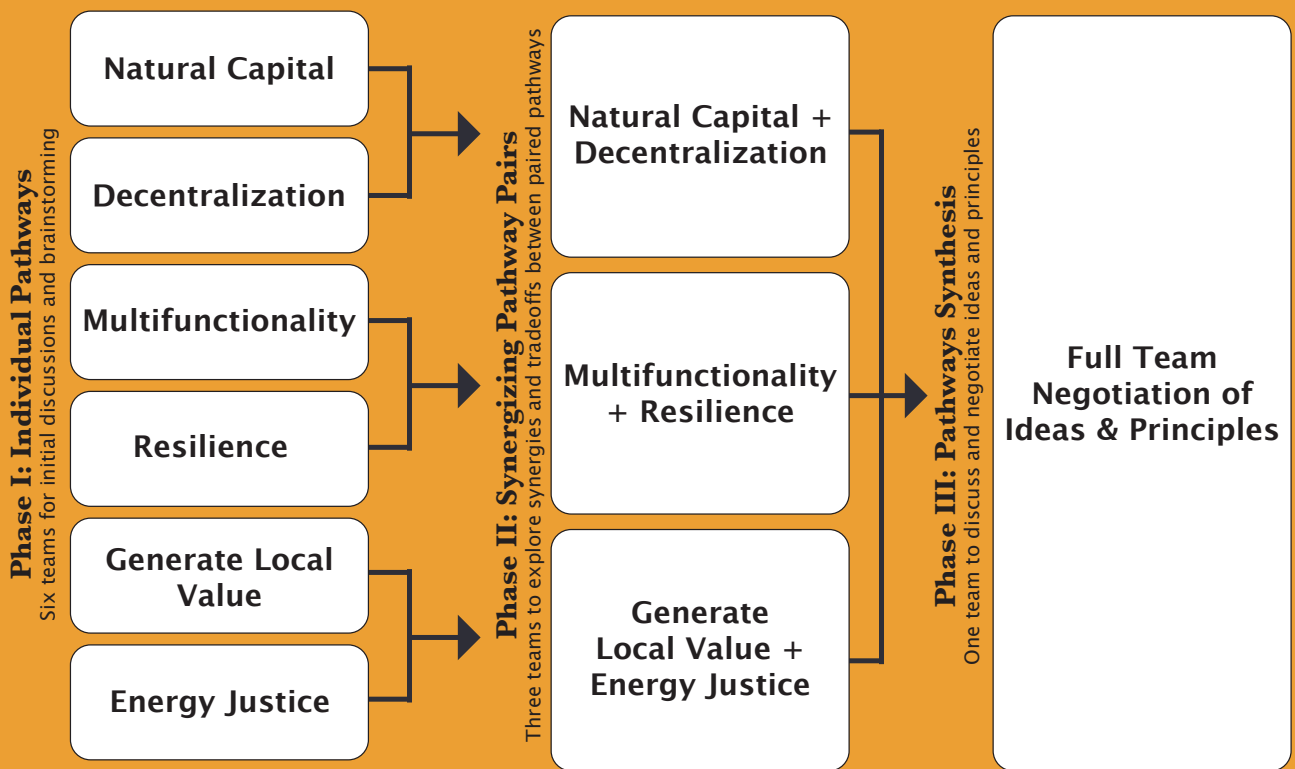 Phase I: Individual Pathways
Six teams for initial discussions and brainstorming
Natural Capital
Decentralization
Multifunctionality
Resilience
Generate Local
Value
Energy Justice
Phase II: Synergizing Pathway Pairs
Three teams to explore synergies and tradeoffs between paired pathways
Natural Capital +
Decentralization
Multifunctionality
+ Resilience
Generate
Local Value +
Energy Justice
Phase III: Pathways Synthesis
One team to discuss and negotiate ideas and principles
Full Team
Negotiation of
Ideas & Principles